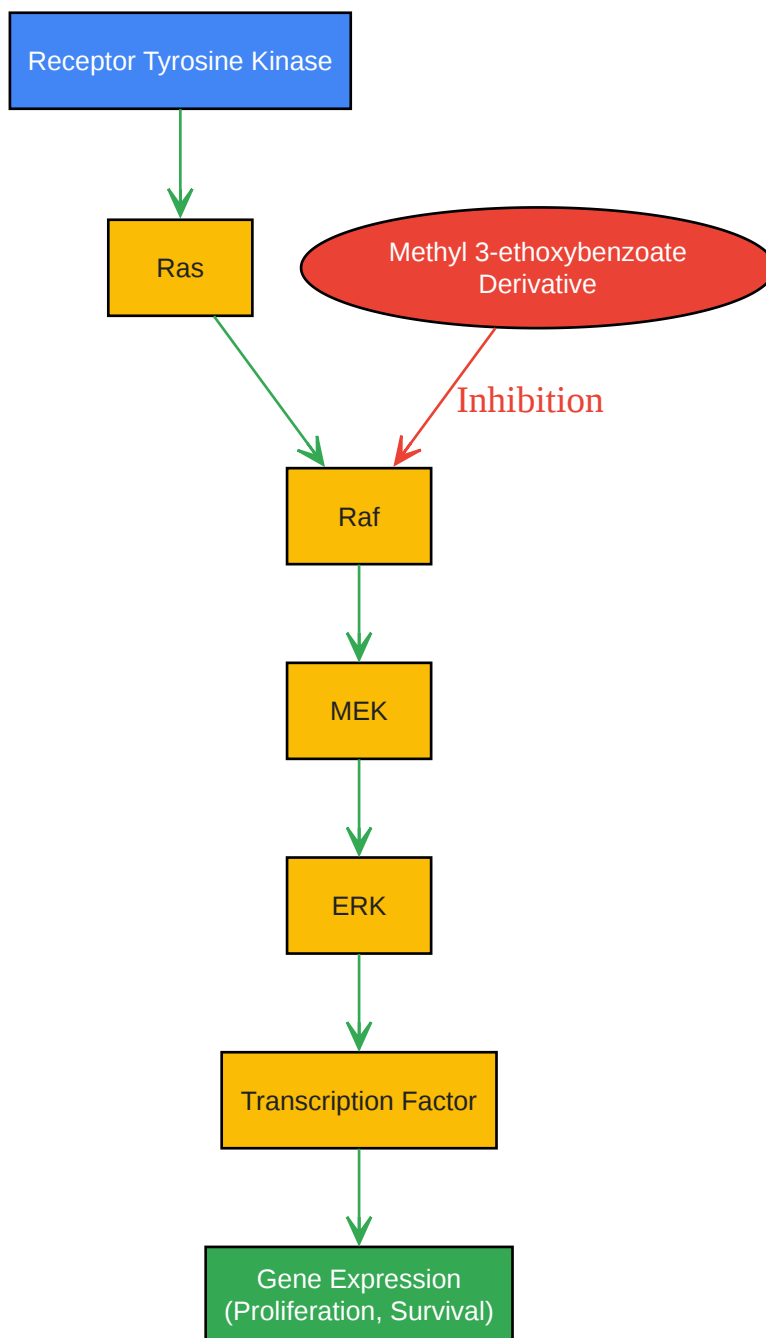 Receptor Tyrosine Kinase
Ras
Methyl 3-ethoxybenzoate
Derivative
Inhibition
Raf
MEK
ERK
Transcription Factor
Gene Expression
(Proliferation, Survival)